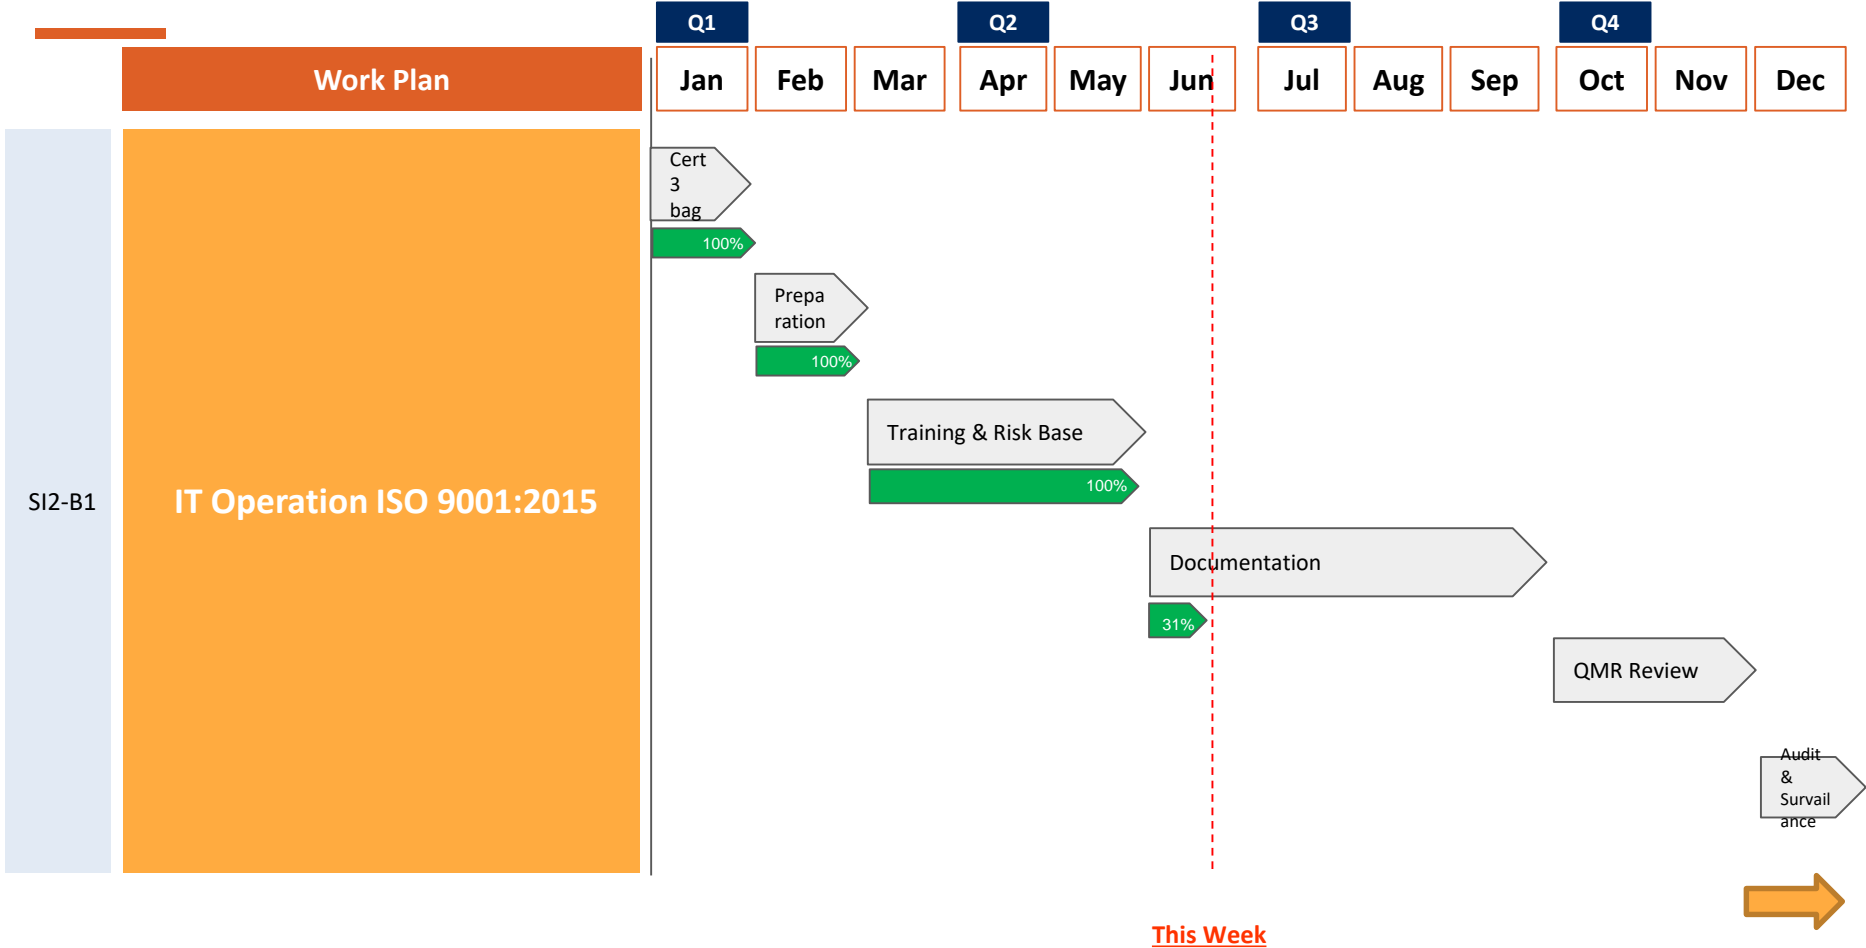 Q1 Q2 Q3 Q4
Work Plan Jan Feb Mar Apr May Jun Jul Aug Sep Oct Nov Dec
Cert
3
bag
100%
Prepa
ration
100%
Training & Risk Base
100%
SI2-B1
IT Operation ISO 9001:2015
Documentation
31%
QMR Review
Audit
&
Survail
ance
This Week